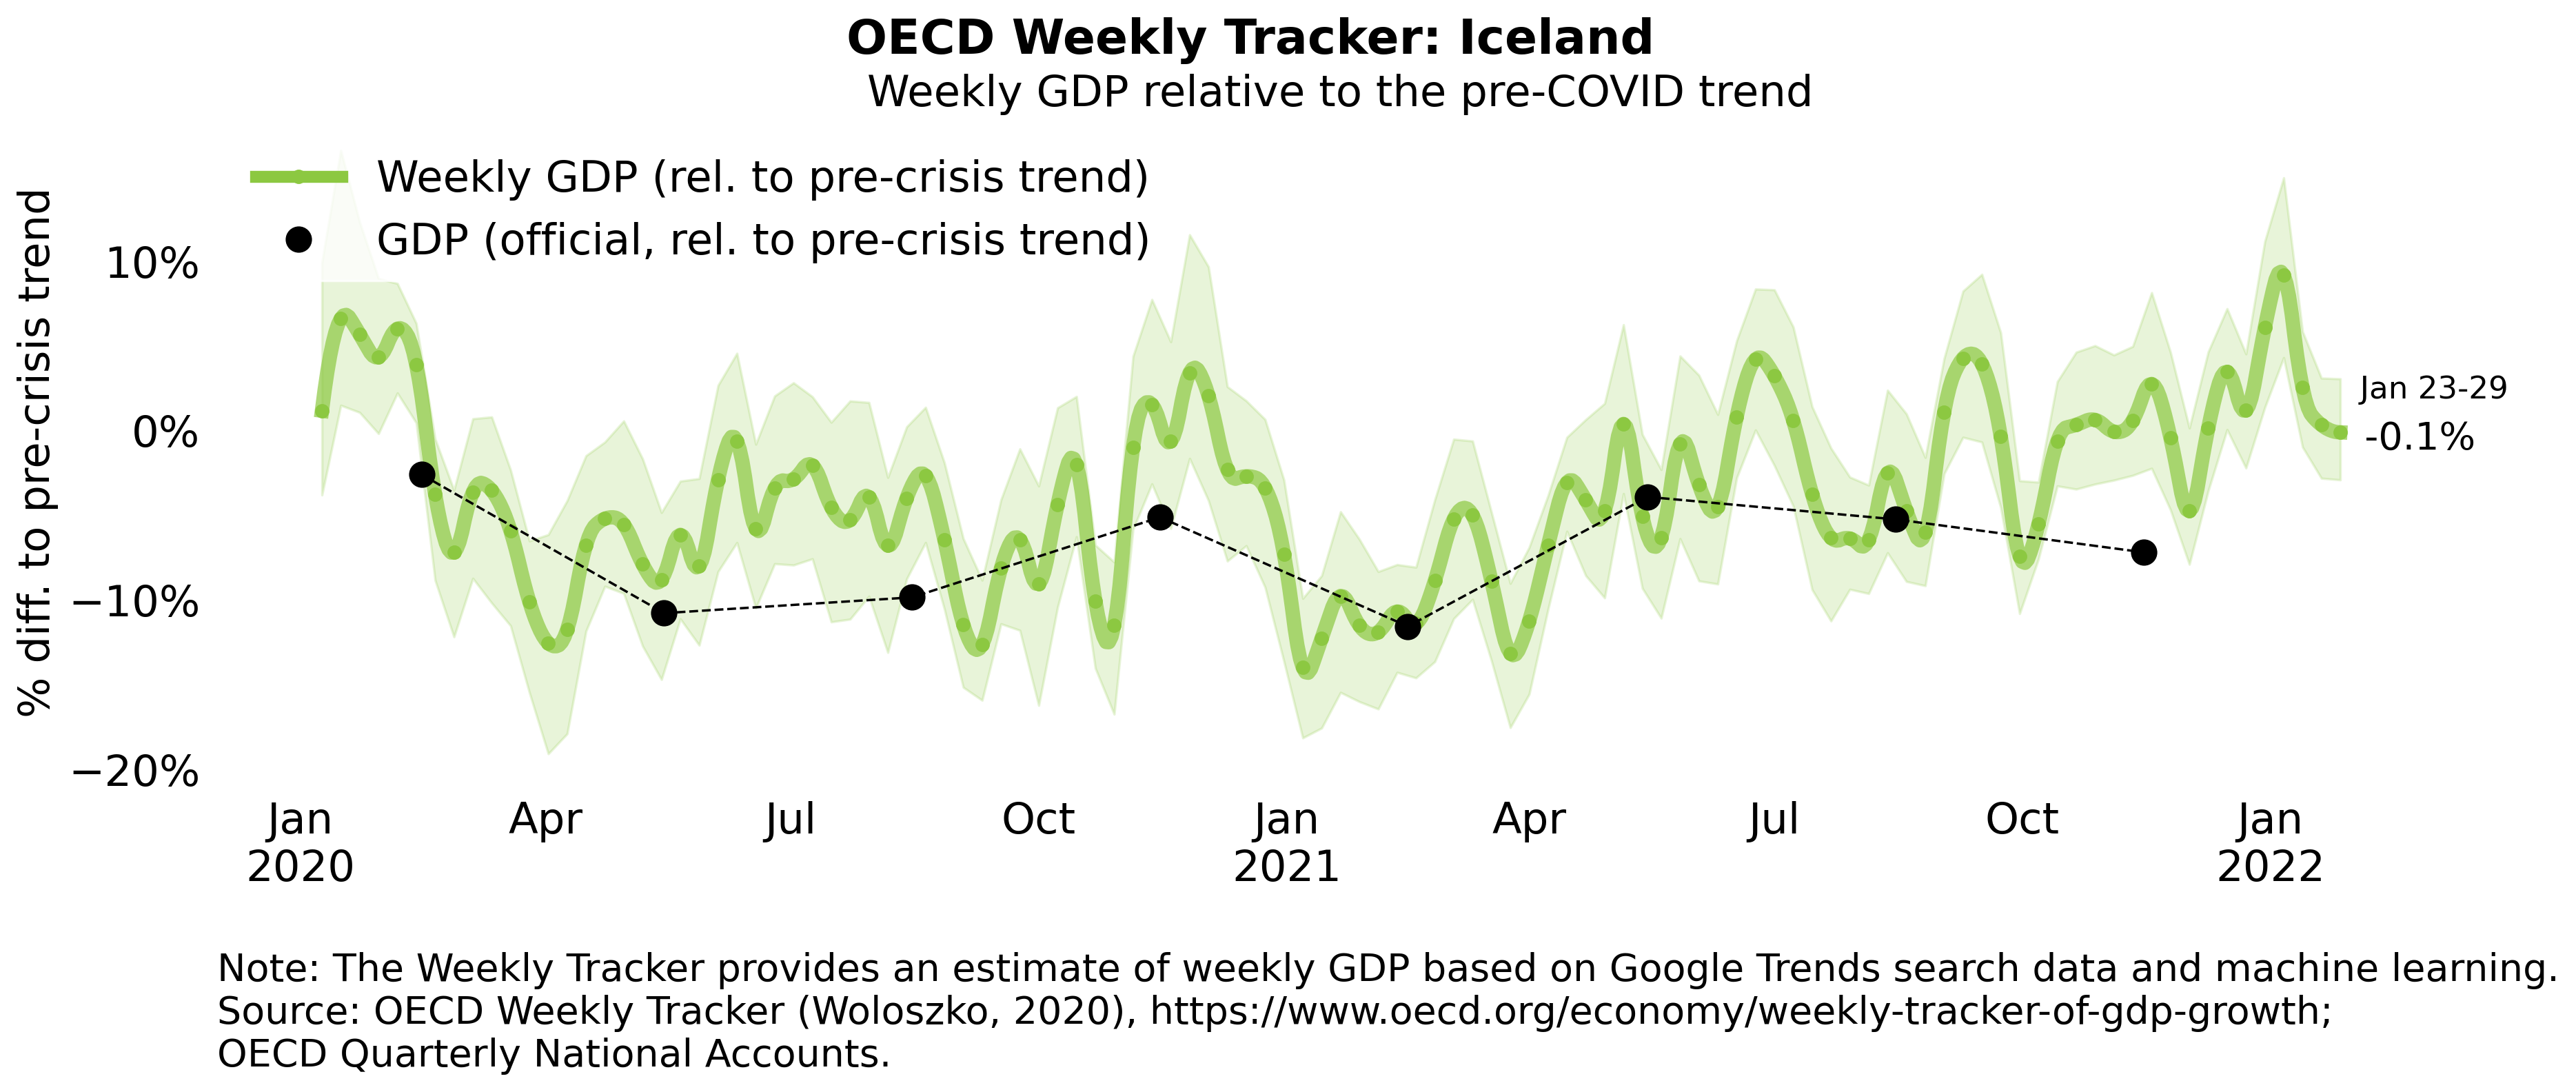 OECD Weekly Tracker: Iceland
Weekly GDP relative to the pre-COVID trend
Weekly GDP (rel. to pre-crisis trend)
GDP (official, rel. to pre-crisis trend)
% diff. to pre-crisis trend
10%
0%
−10%
−20%
Jan 23-29
-0.1%
Jan Apr Jul Oct Jan Apr Jul Oct Jan
2020 2021 2022
Note: The Weekly Tracker provides an estimate of weekly GDP based on Google Trends search data and machine learning.
Source: OECD Weekly Tracker (Woloszko, 2020), https://www.oecd.org/economy/weekly-tracker-of-gdp-growth;
OECD Quarterly National Accounts.